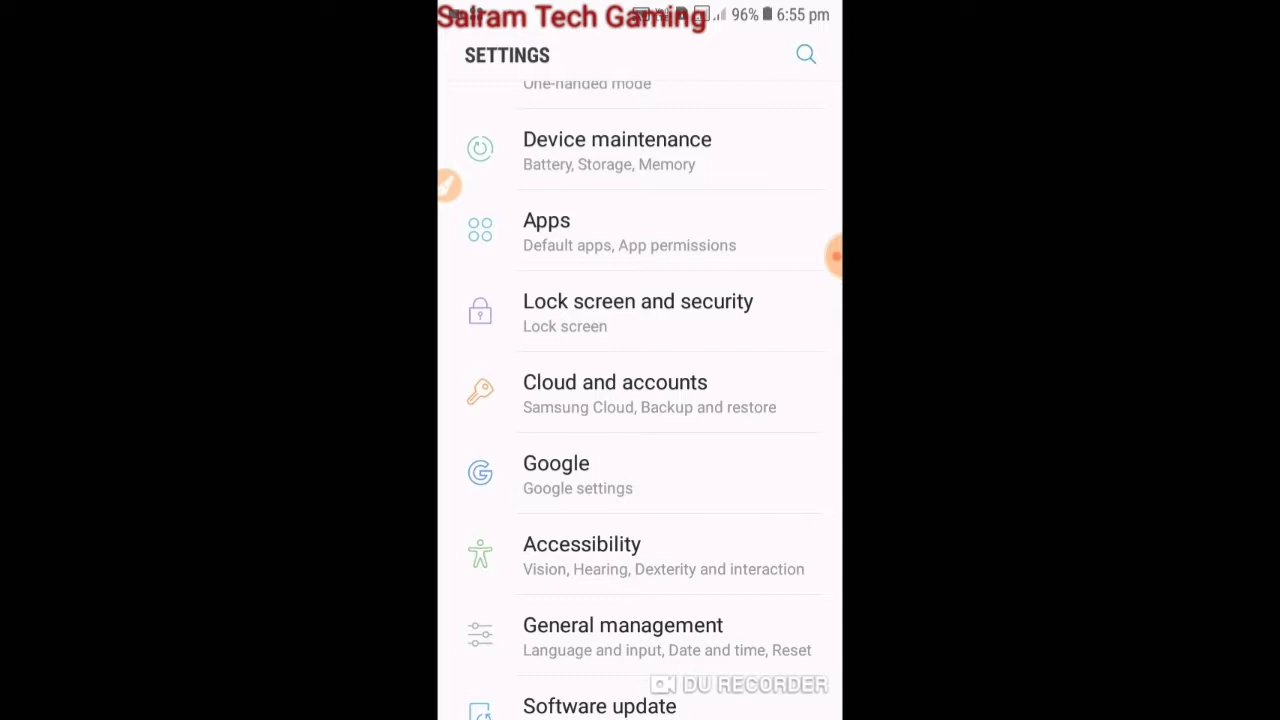 Sairam Tech Gaming
96% 6:55 pm
SETTINGS
One-handed mode
Device maintenance
Battery, Storage, Memory
Apps
Default apps, App permissions
Lock screen and security
Lock screen
Cloud and accounts
Samsung Cloud, Backup and restore
Google
Google settings
Accessibility
Vision, Hearing, Dexterity and interaction
General management
Language and input, Date and time, Reset
DU RECORDER
Software update